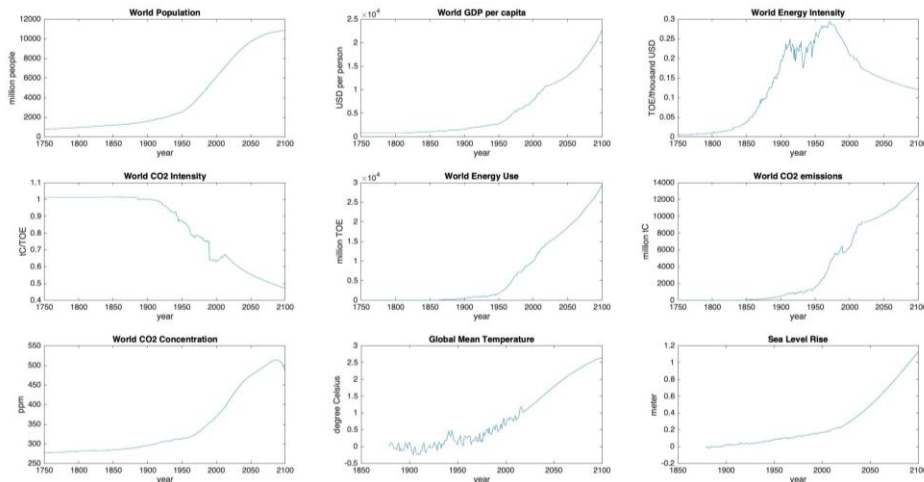 World Population
million people
12000
10000
8000
6000
4000
2000
0
1750 1800 1850 1900 1950 2000 2050 2100
year
World GDP per capita
USD per person
2.5 ×10⁴
2
1.5
1
0.5
0
1750 1800 1850 1900 1950 2000 2050 2100
year
World Energy Intensity
TOE/thousand USD
0.3
0.25
0.2
0.15
0.1
0.05
0
1750 1800 1850 1900 1950 2000 2050 2100
year
World CO2 Intensity
tC/TOE
1.1
1
0.9
0.8
0.7
0.6
0.5
0.4
1750 1800 1850 1900 1950 2000 2050 2100
year
World Energy Use
million TOE
3 ×10⁴
2.5
2
1.5
1
0.5
0
1750 1800 1850 1900 1950 2000 2050 2100
year
World CO2 emissions
million tC
14000
12000
10000
8000
6000
4000
2000
0
1750 1800 1850 1900 1950 2000 2050 2100
year
World CO2 Concentration
ppm
550
500
450
400
350
300
250
1750 1800 1850 1900 1950 2000 2050 2100
year
Global Mean Temperature
degree Celsius
3
2.5
2
1.5
1
0.5
0
-0.5
1850 1900 1950 2000 2050 2100
year
Sea Level Rise
meter
1.2
1
0.8
0.6
0.4
0.2
0
-0.2
1850 1900 1950 2000 2050 2100
year